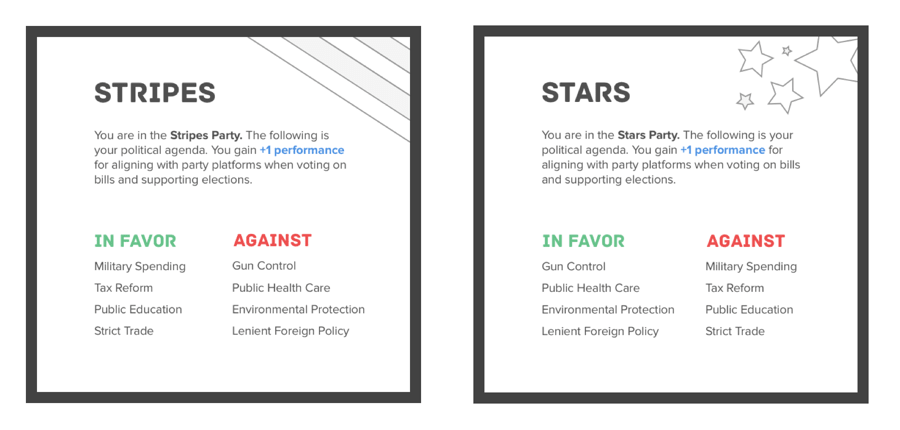 STRIPES
You are in the Stripes Party. The following is
your political agenda. You gain +1 performance
for aligning with party platforms when voting on
bills and supporting elections.
IN FAVOR
Military Spending
Tax Reform
Public Education
Strict Trade
AGAINST
Gun Control
Public Health Care
Environmental Protection
Lenient Foreign Policy
STARS
You are in the Stars Party. The following is your
political agenda. You gain +1 performance for
aligning with party platforms when voting on bills
and supporting elections.
IN FAVOR
Gun Control
Public Health Care
Environmental Protection
Lenient Foreign Policy
AGAINST
Military Spending
Tax Reform
Public Education
Strict Trade